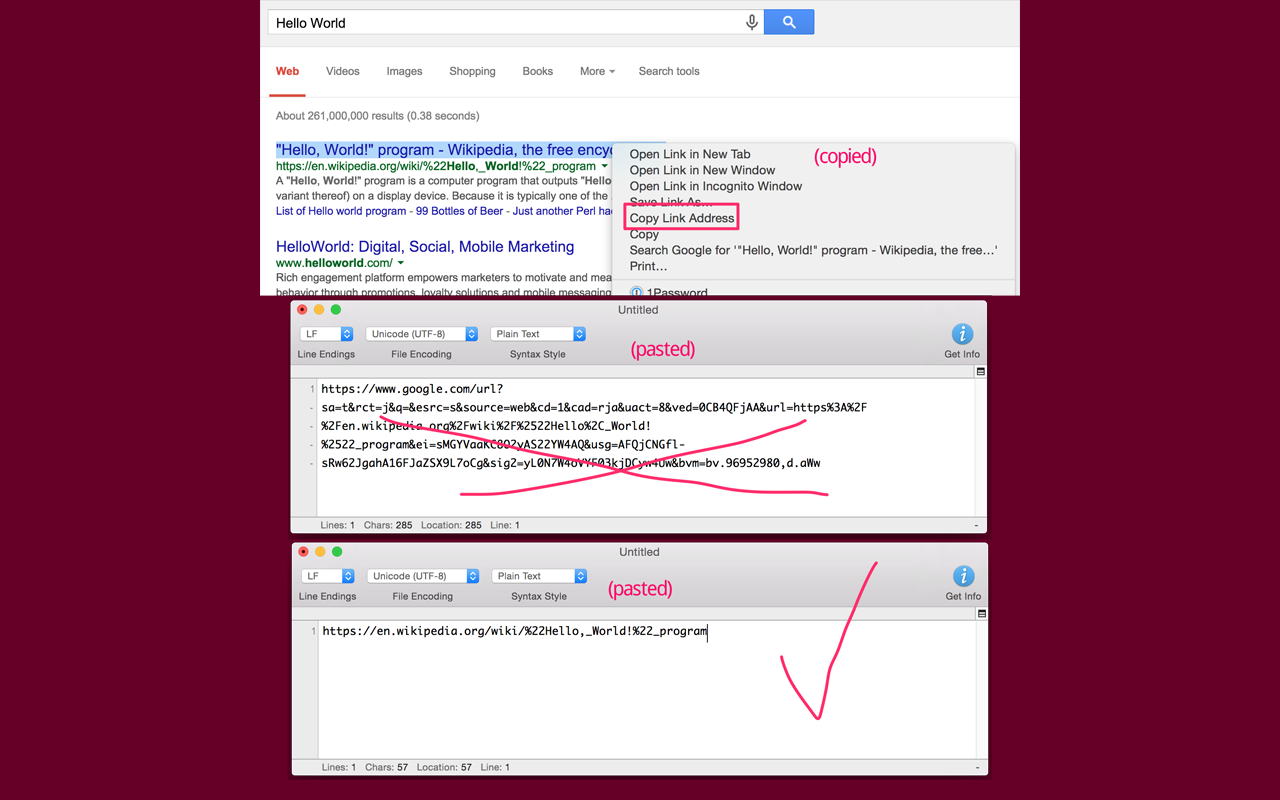 Hello World
Web Videos Images Shopping Books More Search tools
About 261,000,000 results (0.38 seconds)
"Hello, World!" program - Wikipedia, the free ency
https://en.wikipedia.org/wiki/%22Hello,_World!%22_program
A "Hello, World!" program is a computer program that outputs "Hello
variant thereof) on a display device. Because it is typically one of the
List of Hello world program - 99 Bottles of Beer - Just another Perl ha
HelloWorld: Digital, Social, Mobile Marketing
www.helloworld.com/
Rich engagement platform empowers marketers to motivate and mea
behavior through promotions, loyalty solutions and mobile messaging
(copied)
Open Link in New Tab
Open Link in New Window
Open Link in Incognito Window
Save Link As...
Copy Link Address
Copy
Search Google for '"Hello, World!" program - Wikipedia, the free…'
Print...
1Password
Untitled
LF Unicode (UTF-8) Plain Text
Line Endings File Encoding Syntax Style Get Info
(pasted)
1 https://www.google.com/url?
sa=t&rct=j&q=&esrc=s&source=web&cd=1&cad=rja&uact=8&ved=0CB4QFjAA&url=https%3A%2F
%2Fen.wikipedia.org%2Fwiki%2F%2522Hello%2C_World!
%2522_program&ei=sMGYVaaKC8O2yAS22YW4AQ&usg=AFQjCNGfl-
sRw62JgahA16FJaZSX9L7oCg&sig2=yL0N7W4oVYF03kjDCyw4Uw&bvm=bv.96952980,d.aWw
Lines: 1 Chars: 285 Location: 285 Line: 1 -
Untitled
LF Unicode (UTF-8) Plain Text
Line Endings File Encoding Syntax Style Get Info
(pasted)
1 https://en.wikipedia.org/wiki/%22Hello,_World!%22_program
Lines: 1 Chars: 57 Location: 57 Line: 1 -